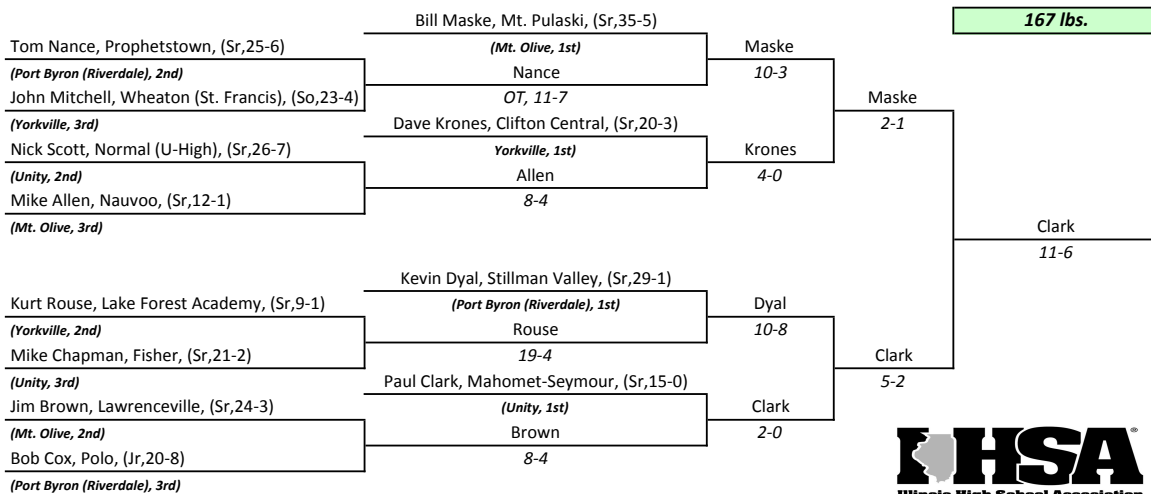 Bill Maske, Mt. Pulaski, (Sr,35-5)
167 lbs.
Tom Nance, Prophetstown, (Sr,25-6)
(Mt. Olive, 1st)
Maske
(Port Byron (Riverdale), 2nd)
Nance
10-3
John Mitchell, Wheaton (St. Francis), (So,23-4)
OT, 11-7
Maske
(Yorkville, 3rd)
Dave Krones, Clifton Central, (Sr,20-3)
2-1
Nick Scott, Normal (U-High), (Sr,26-7)
Yorkville, 1st)
Krones
(Unity, 2nd)
Allen
4-0
Mike Allen, Nauvoo, (Sr,12-1)
8-4
(Mt. Olive, 3rd)
Clark
11-6
Kevin Dyal, Stillman Valley, (Sr,29-1)
Kurt Rouse, Lake Forest Academy, (Sr,9-1)
(Port Byron (Riverdale), 1st)
Dyal
(Yorkville, 2nd)
Rouse
10-8
Mike Chapman, Fisher, (Sr,21-2)
19-4
Clark
(Unity, 3rd)
Paul Clark, Mahomet-Seymour, (Sr,15-0)
5-2
Jim Brown, Lawrenceville, (Sr,24-3)
(Unity, 1st)
Clark
(Mt. Olive, 2nd)
Brown
2-0
Bob Cox, Polo, (Jr,20-8)
8-4
(Port Byron (Riverdale), 3rd)
IHSA®
Illinois High School Association